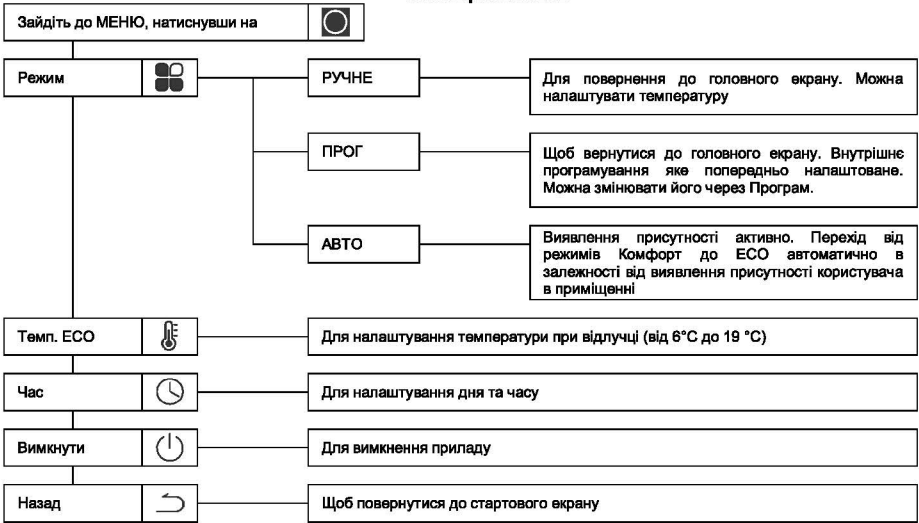 Зайдіть до МЕНЮ, натиснувши на
Режим
РУЧНЕ
Для повернення до головного екрану. Можна
налаштувати температуру
ПРОГ
Щоб вернутися до головного екрану. Внутрішнє
програмування яке попередньо налаштоване.
Можна змінювати його через Програм.
АВТО
Виявлення присутності активно. Перехід від
режимів Комфорт до ECO автоматично в
залежності від виявлення присутності користувача
в приміщенні
Темп. ECO
Для налаштування температури при відлучці (від 6°C до 19 °C)
Час
Для налаштування дня та часу
Вимкнути
Для вимкнення приладу
Назад
Щоб повернутися до стартового екрану